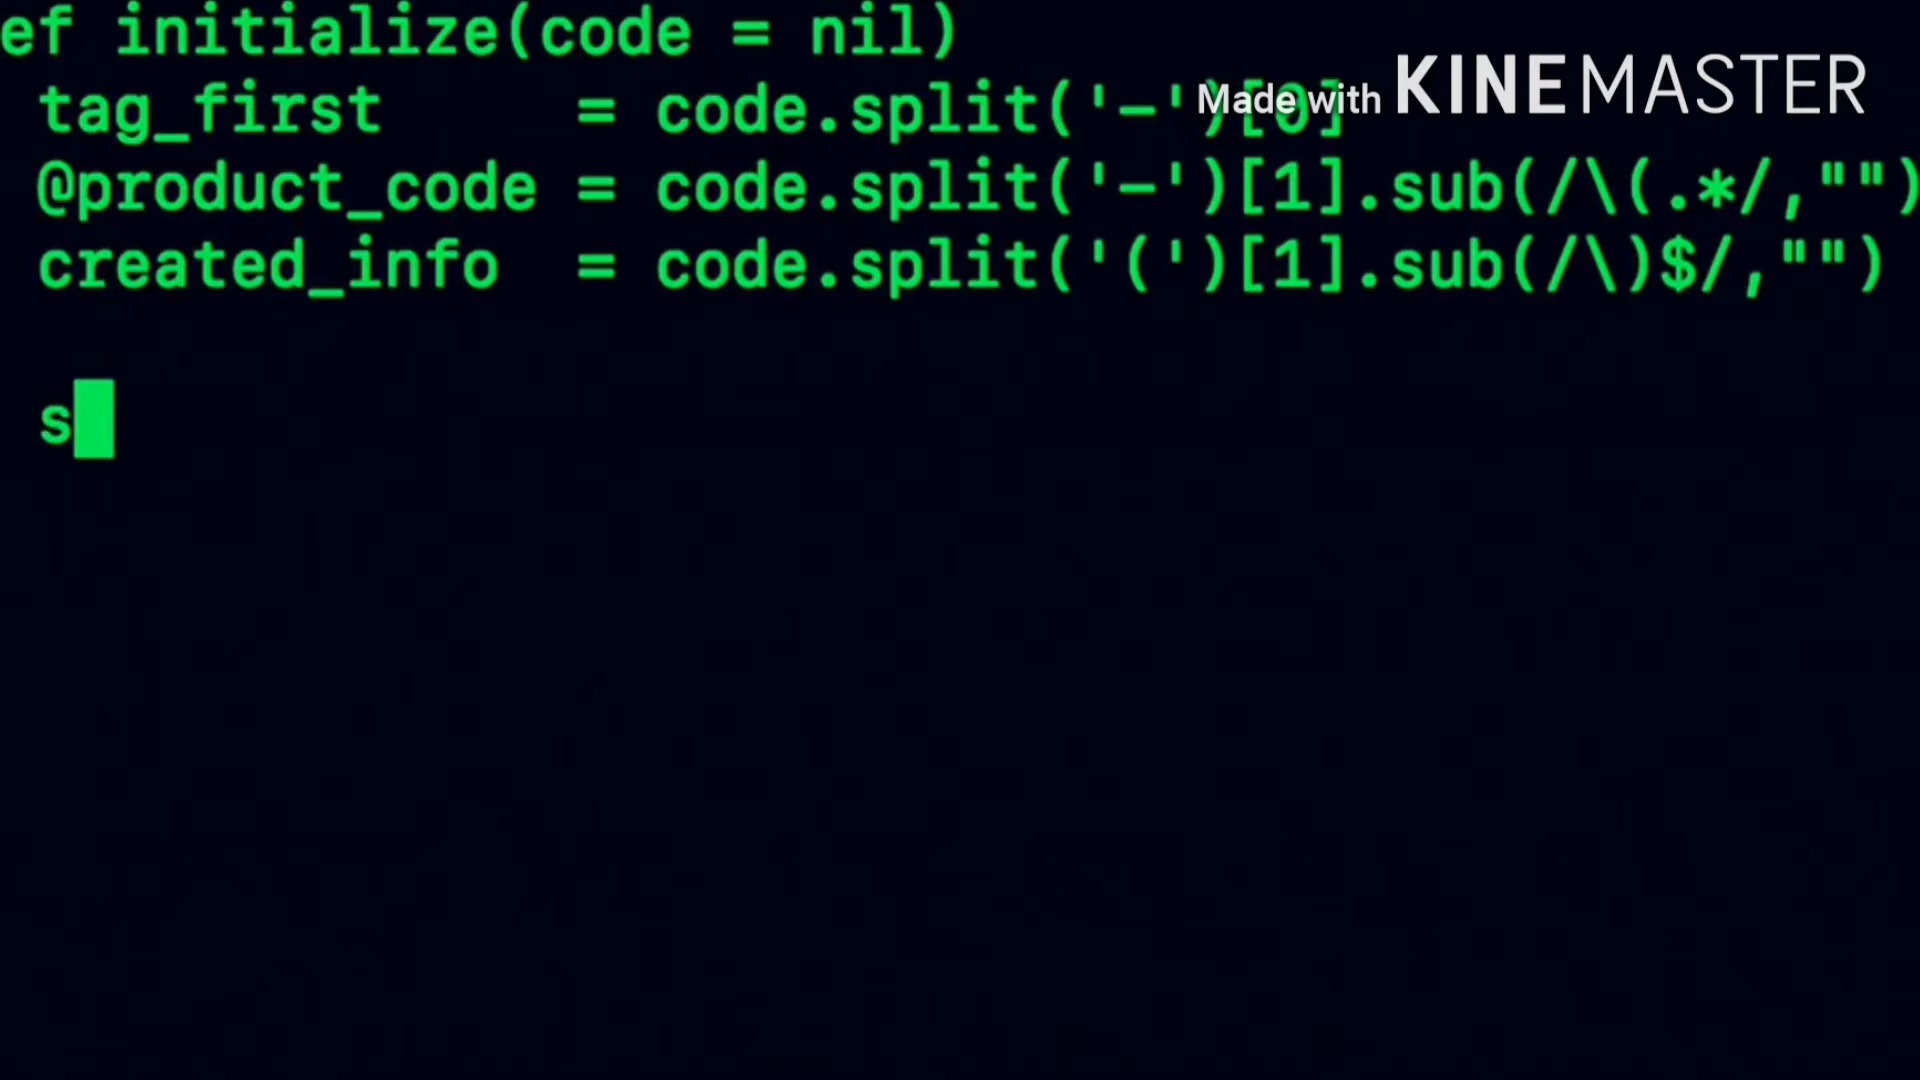 ef initialize(code = nil)
Made with KINEMASTER
tag_first = code.split('-')[0]
@product_code = code.split('-')[1].sub(/\(.*/,"")
created_info = code.split('(')[1].sub(/\)$/,"")
s